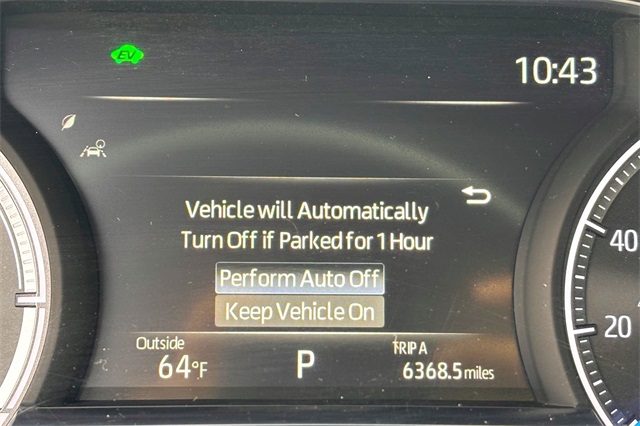 EV
10:43
Vehicle will Automatically
Turn Off if Parked for 1 Hour
Perform Auto Off
Keep Vehicle On
Outside
64°F
P
TRIP A
6368.5 miles
40
20